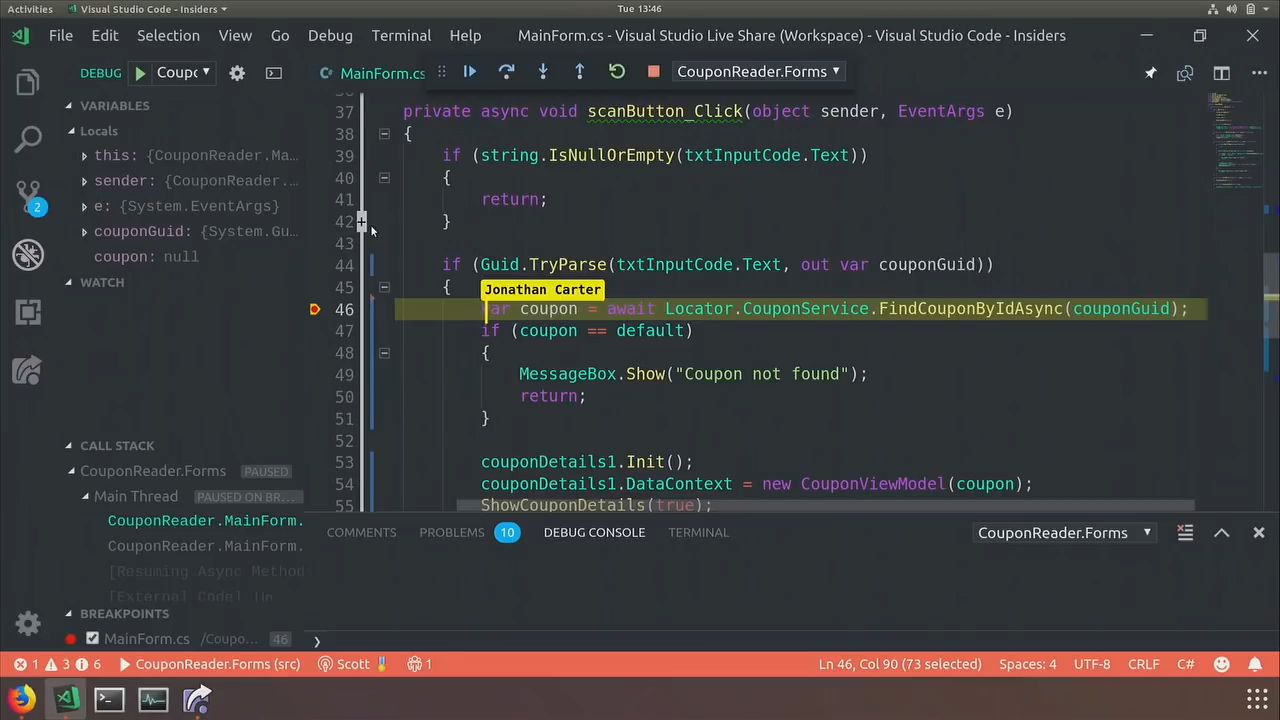 Activities
Visual Studio Code - Insiders
Tue 13:46
File Edit Selection View Go Debug Terminal Help
MainForm.cs - Visual Studio Live Share (Workspace) - Visual Studio Code - Insiders
DEBUG
MainForm.cs
CouponReader.Forms
VARIABLES
Locals
this: {CouponReader.Ma...
sender: {CouponReader....
e: {System.EventArgs}
couponGuid: {System.Gu...
coupon: null
WATCH
CALL STACK
CouponReader.Forms PAUSED
Main Thread PAUSED ON BR...
CouponReader.MainForm.
CouponReader.MainForm.
[Resuming Async Method
[External Code]
BREAKPOINTS
MainForm.cs /Coupo... 46
37 private async void scanButton_Click(object sender, EventArgs e)
38 {
39 if (string.IsNullOrEmpty(txtInputCode.Text))
40 {
41 return;
42 }
43
44 if (Guid.TryParse(txtInputCode.Text, out var couponGuid))
45 {
Jonathan Carter
46 var coupon = await Locator.CouponService.FindCouponByIdAsync(couponGuid);
47 if (coupon == default)
48 {
49 MessageBox.Show("Coupon not found");
50 return;
51 }
52
53 couponDetails1.Init();
54 couponDetails1.DataContext = new CouponViewModel(coupon);
55 ShowCouponDetails(true);
COMMENTS PROBLEMS 10 DEBUG CONSOLE TERMINAL
CouponReader.Forms
2
1 3 6
CouponReader.Forms (src)
Scott
1
Ln 46, Col 90 (73 selected)
Spaces: 4
UTF-8
CRLF
C#